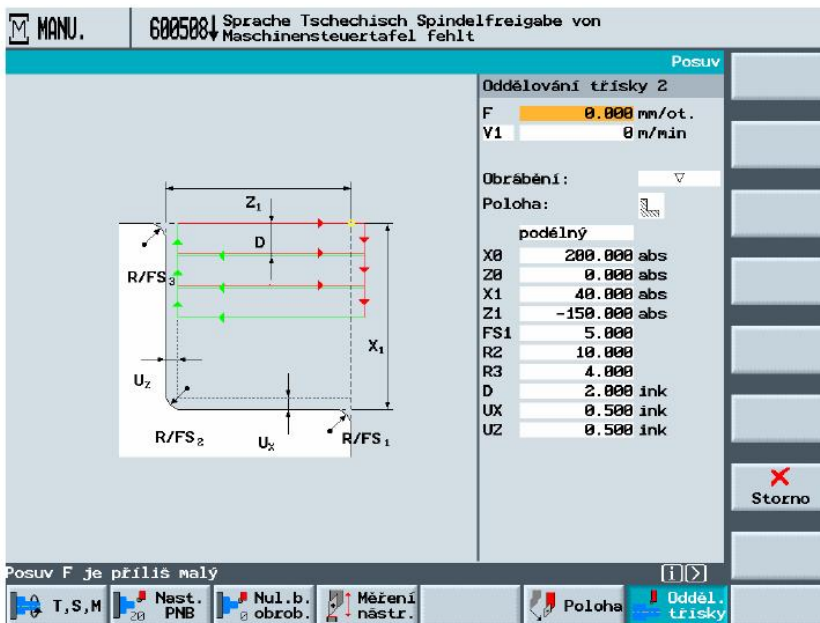 M MANU.
600508↓ Sprache Tschechisch Spindelfreigabe von
Maschinensteuertafel fehlt
Posuv
Oddělování třísky 2
F 0.000 mm/ot.
V1 0 m/min
Obrábění: ▽
Poloha:
podélný
X0 200.000 abs
Z0 0.000 abs
X1 40.000 abs
Z1 -150.000 abs
FS1 5.000
R2 10.000
R3 4.000
D 2.000 ink
UX 0.500 ink
UZ 0.500 ink
Z₁
D
R/FS₃
X₁
U_Z
R/FS₂
U_X
R/FS₁
Storno
Posuv F je příliš malý
i >
T,S,M
20 Nast.
PNB
0 Nul.b.
obrob.
Měření
nástr.
Poloha
Odděl.
třísky